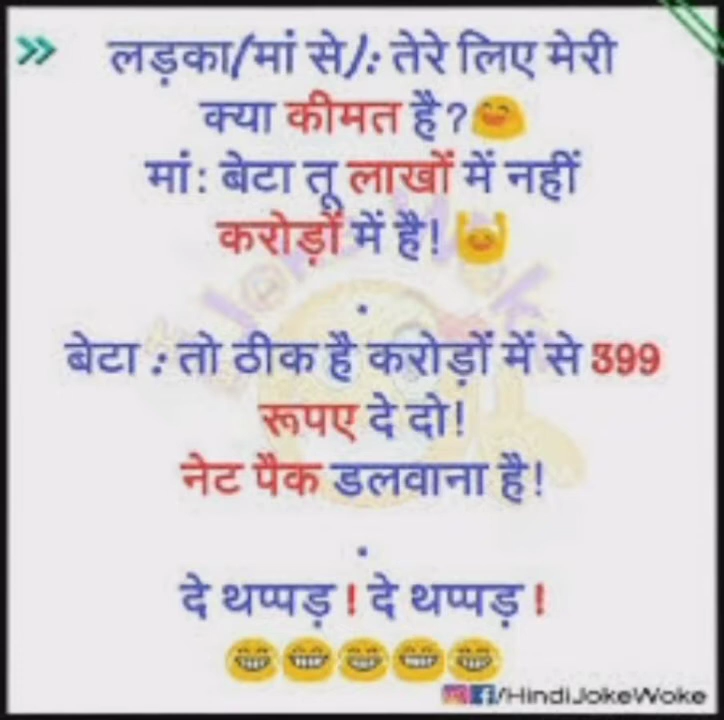 लड़का(मां से): तेरे लिए मेरी
क्या कीमत है?
मां: बेटा तू लाखों में नहीं
करोड़ों में है!
.
बेटा : तो ठीक है करोड़ों में से 399
रूपए दे दो!
नेट पैक डलवाना है!
.
दे थप्पड़ ! दे थप्पड़ !
/HindiJokeWoke